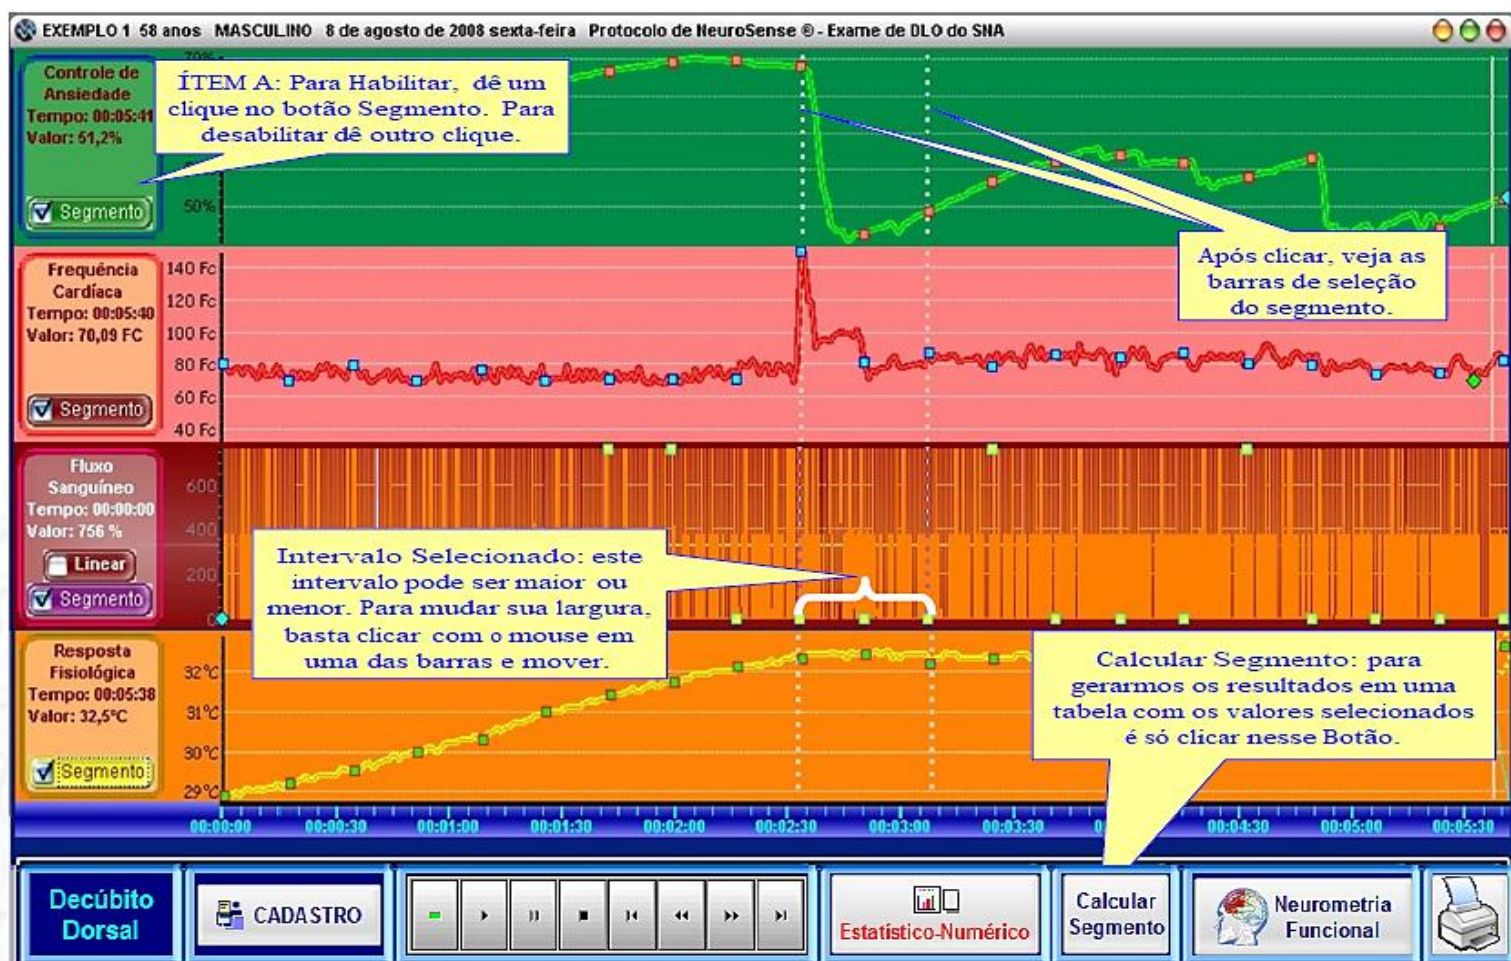 EXEMPLO 1 58 anos MASCULINO 8 de agosto de 2008 sexta-feira Protocolo de NeuroSense ® - Exame de DLO do SNA
Controle de
Ansiedade
Tempo: 00:05:41
Valor: 51,2%
Segmento
70%
50%
ÍTEM A: Para Habilitar, dê um
clique no botão Segmento. Para
desabilitar dê outro clique.
Após clicar, veja as
barras de seleção
do segmento.
Frequência
Cardíaca
Tempo: 00:05:40
Valor: 70,09 FC
Segmento
140 Fc
120 Fc
100 Fc
80 Fc
60 Fc
40 Fc
Fluxo
Sanguíneo
Tempo: 00:00:00
Valor: 756 %
Linear
Segmento
600
400
200
0
Intervalo Selecionado: este
intervalo pode ser maior ou
menor. Para mudar sua largura,
basta clicar com o mouse em
uma das barras e mover.
Resposta
Fisiológica
Tempo: 00:05:38
Valor: 32,5ºC
Segmento
32ºC
31ºC
30ºC
29ºC
Calcular Segmento: para
gerarmos os resultados em uma
tabela com os valores selecionados
é só clicar nesse Botão.
00:00:00 00:00:30 00:01:00 00:01:30 00:02:00 00:02:30 00:03:00 00:03:30 00:04:30 00:05:00 00:05:30
Decúbito
Dorsal
CADASTRO
Estatístico-Numérico
Calcular
Segmento
Neurometria
Funcional